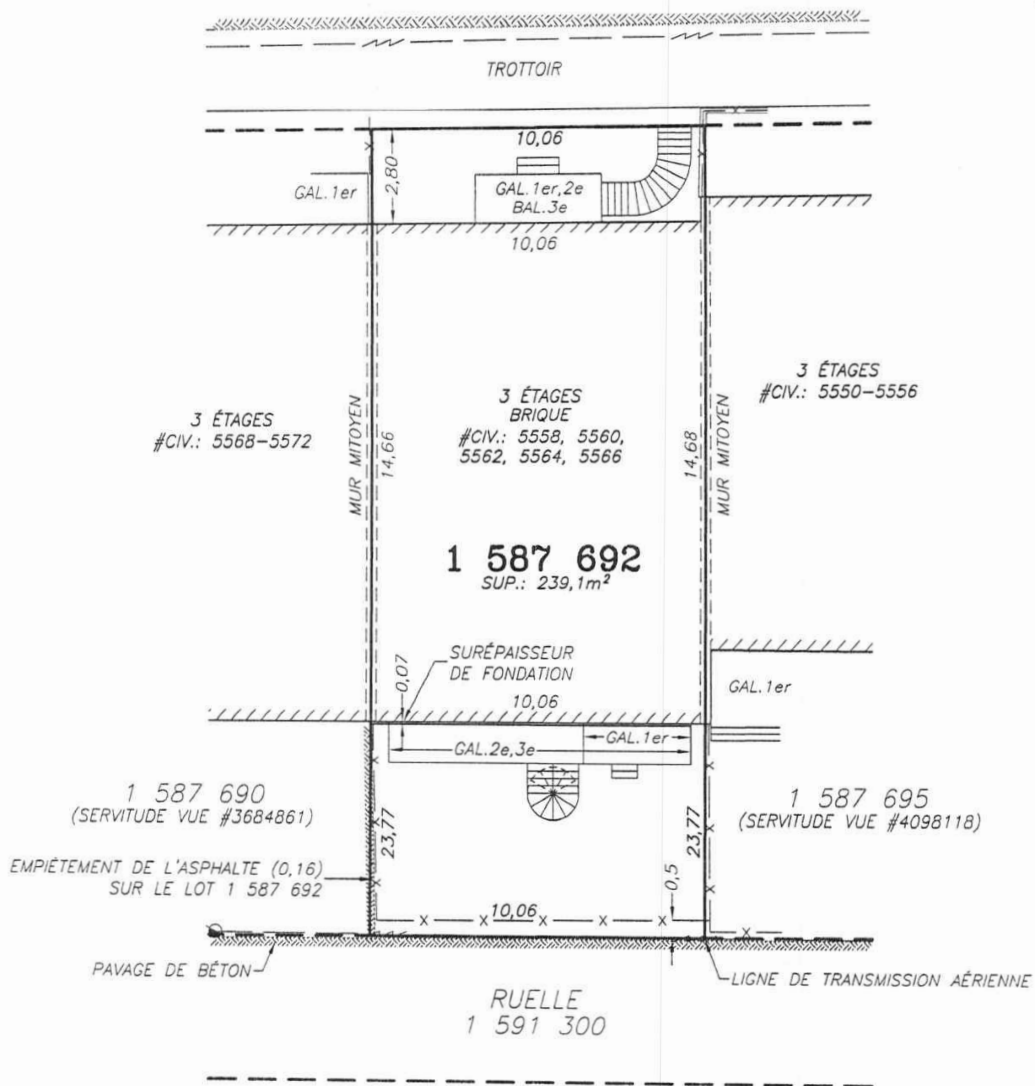 TROTTOIR
10,06
2,80
GAL.1er
GAL.1er,2e
BAL.3e
10,06
3 ÉTAGES
#CIV.: 5568-5572
MUR MITOYEN
14,66
3 ÉTAGES
BRIQUE
#CIV.: 5558, 5560,
5562, 5564, 5566
14,68
MUR MITOYEN
3 ÉTAGES
#CIV.: 5550-5556
1 587 692
SUP.: 239,1m²
0,07
SURÉPAISSEUR
DE FONDATION
10,06
GAL.1er
GAL.2e,3e
GAL.1er
1 587 690
(SERVITUDE VUE #3684861)
23,77
23,77
1 587 695
(SERVITUDE VUE #4098118)
EMPIÉTEMENT DE L'ASPHALTE (0,16)
SUR LE LOT 1 587 692
0,5
10,06
PAVAGE DE BÉTON
LIGNE DE TRANSMISSION AÉRIENNE
RUELLE
1 591 300